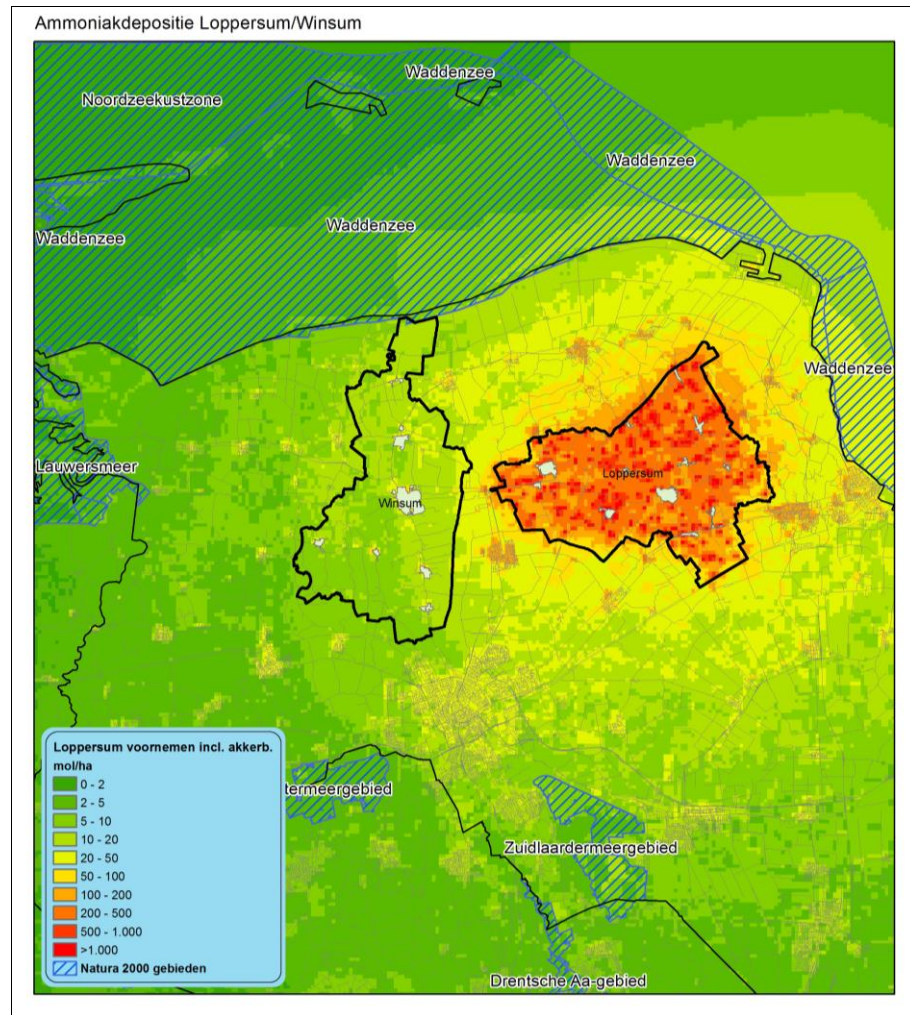 Ammoniakdepositie Loppersum/Winsum
Waddenzee
Noordzeekustzone
Waddenzee
Waddenzee
Waddenzee
Waddenzee
Lauwersmeer
Loppersum
Winsum
Loppersum voornemen incl. akkerb.
mol/ha
0 - 2
2 - 5
5 - 10
10 - 20
20 - 50
50 - 100
100 - 200
200 - 500
500 - 1.000
>1.000
Natura 2000 gebieden
termeergebied
Zuidlaardermeergebied
Drentsche Aa-gebied